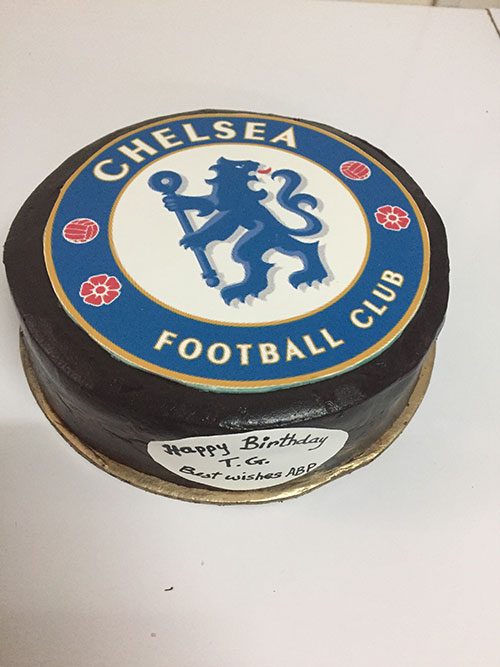 CHELSEA
FOOTBALL CLUB
Happy Birthday
T.G.
Best wishes ABP